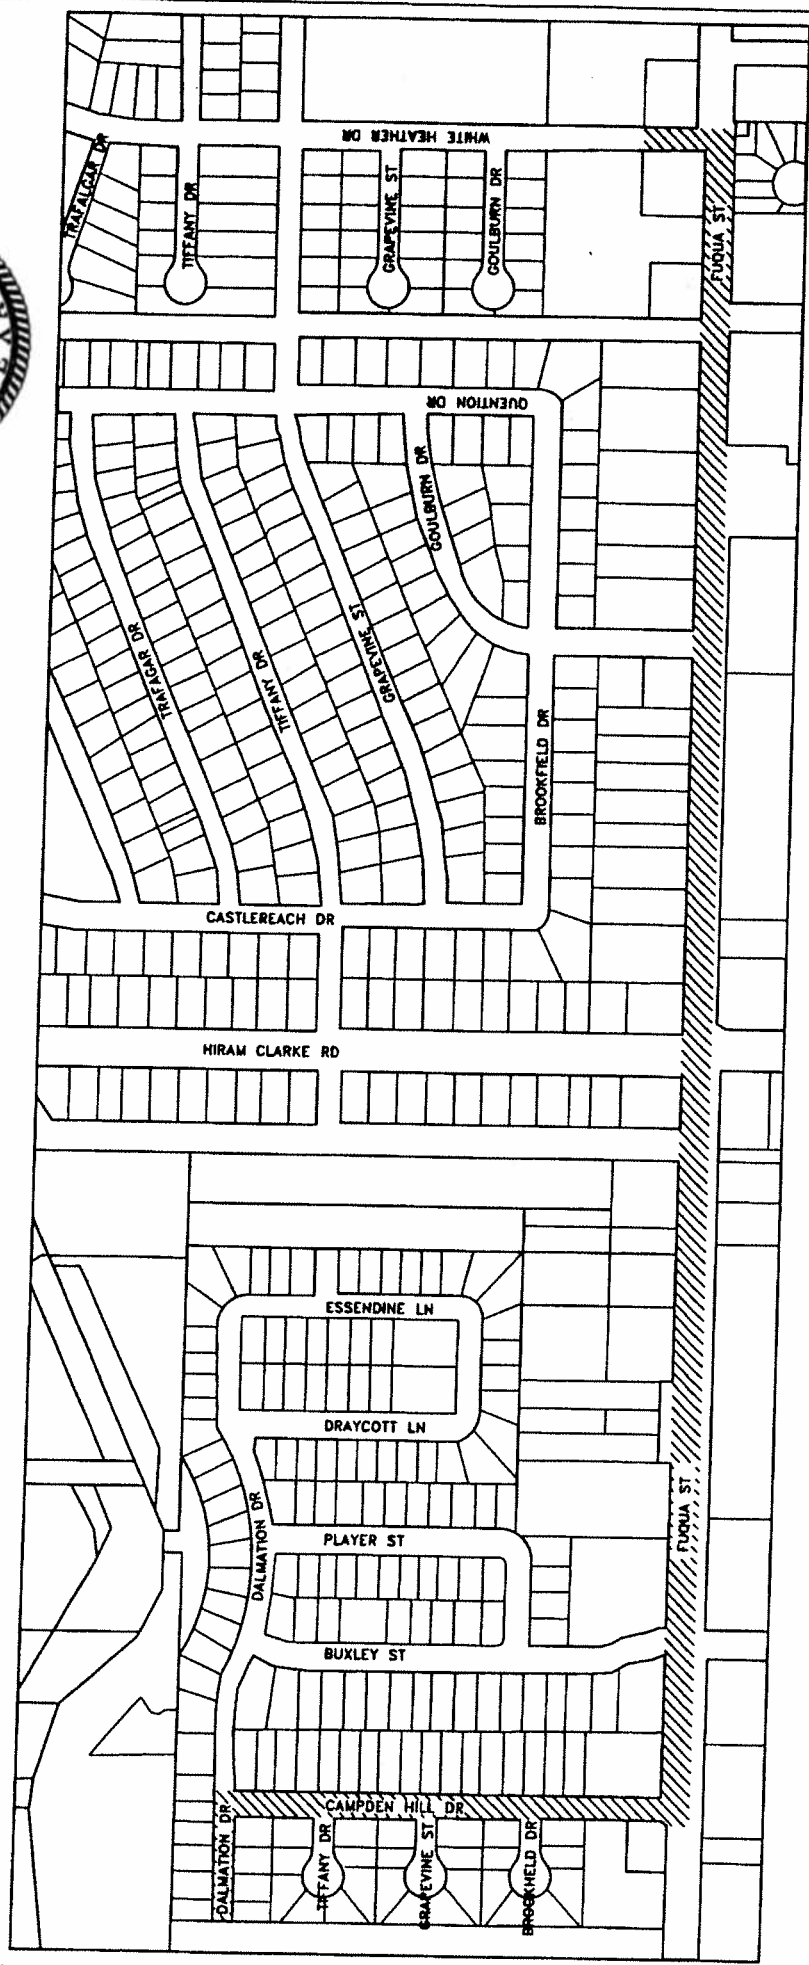 WHITE HEATHER DR
TRAFALGAR DR
TIFFANY DR
GRAPEVINE ST
GOULBURN DR
FUQUA ST
QUENTION DR
GOULBURN DR
TRAFAGAR DR
TIFFANY DR
GRAPEVINE ST
BROOKFIELD DR
CASTLEREACH DR
HIRAM CLARKE RD
ESSENDINE LN
DRAYCOTT LN
DALMATION DR
PLAYER ST
FUQUA ST
BUXLEY ST
CAMPDEN HILL DR
DALMATION DR
TIFFANY DR
GRAPEVINE ST
BROOKHELD DR